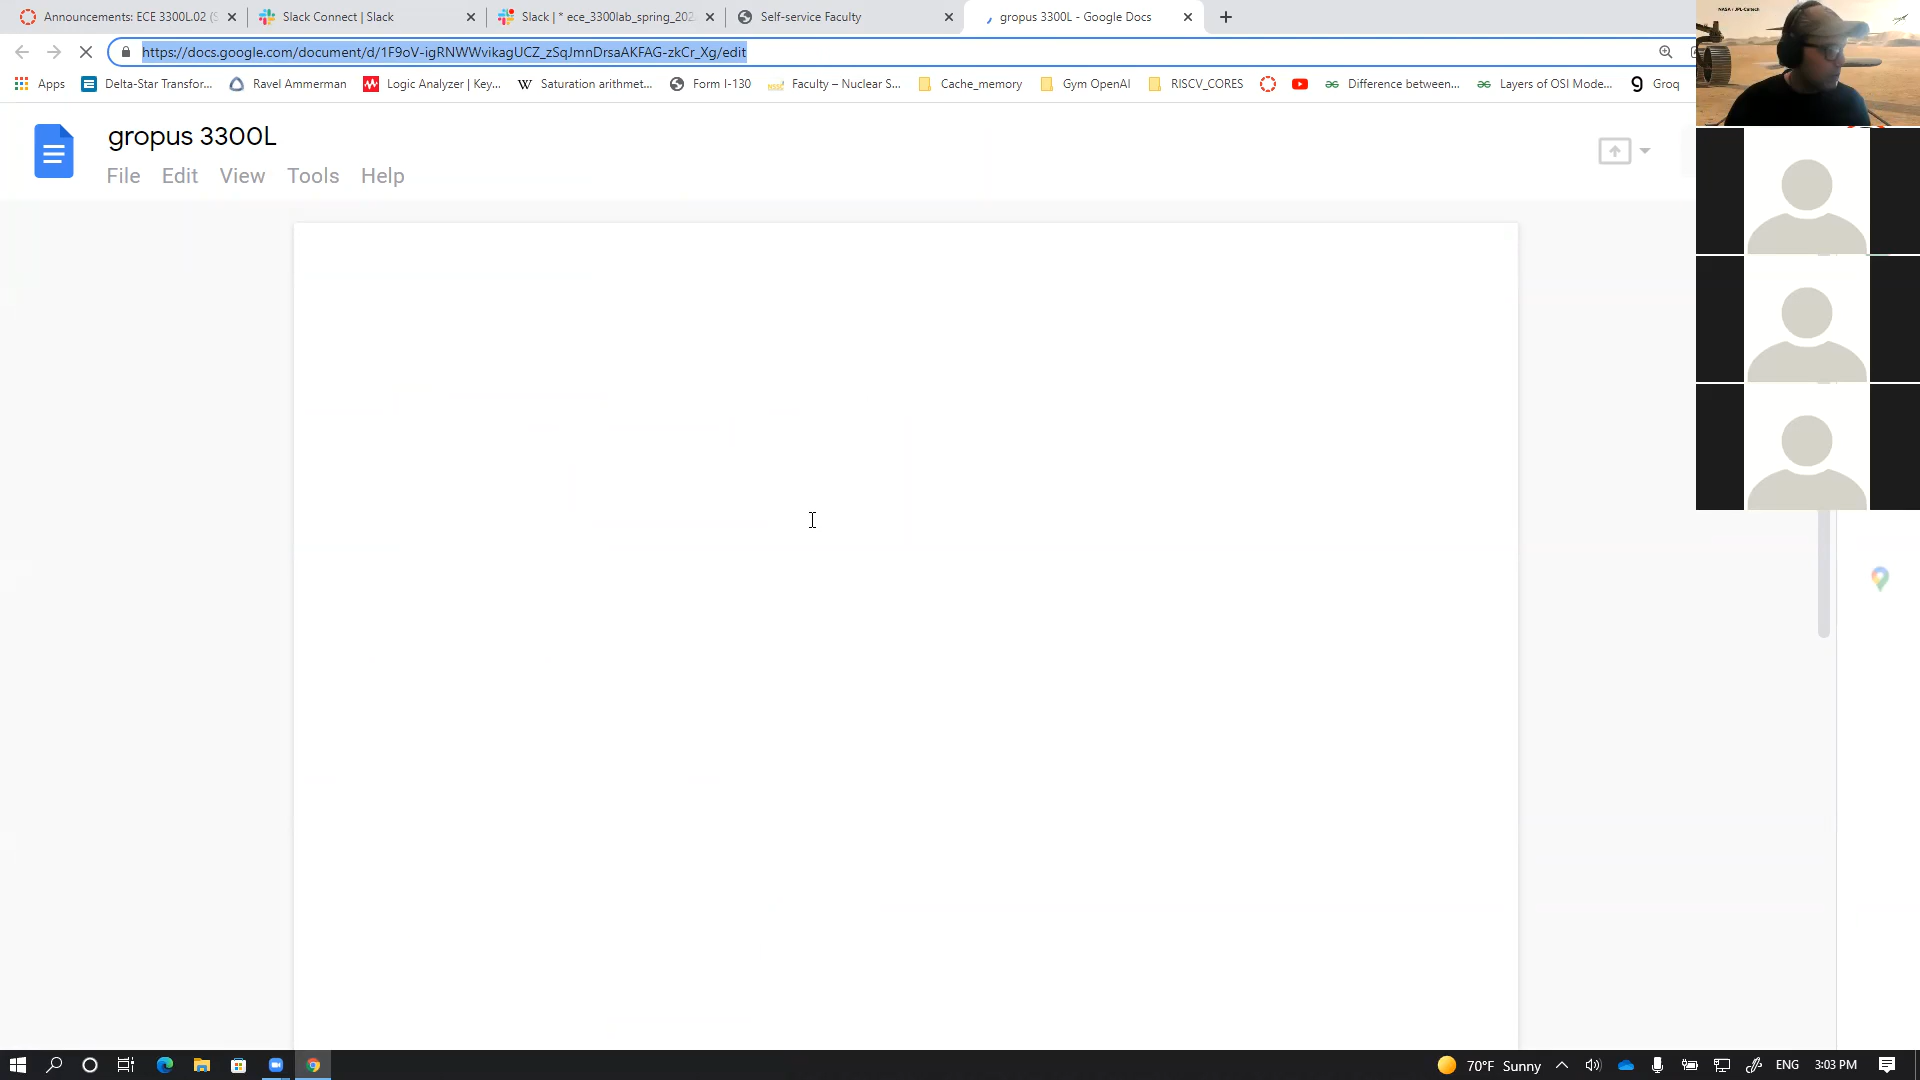 Announcements: ECE 3300L.02 (S
Slack Connect | Slack
Slack | * ece_3300lab_spring_202
Self-service Faculty
gropus 3300L - Google Docs
https://docs.google.com/document/d/1F9oV-igRNWWvikagUCZ_zSqJmnDrsaAKFAG-zkCr_Xg/edit
Apps
Delta-Star Transfor...
Ravel Ammerman
Logic Analyzer | Key...
W Saturation arithmet...
Form I-130
Faculty – Nuclear S...
Cache_memory
Gym OpenAI
RISCV_CORES
Difference between...
Layers of OSI Mode...
g Groq
NASA / JPL-Caltech
gropus 3300L
File Edit View Tools Help
70°F Sunny
ENG
3:03 PM